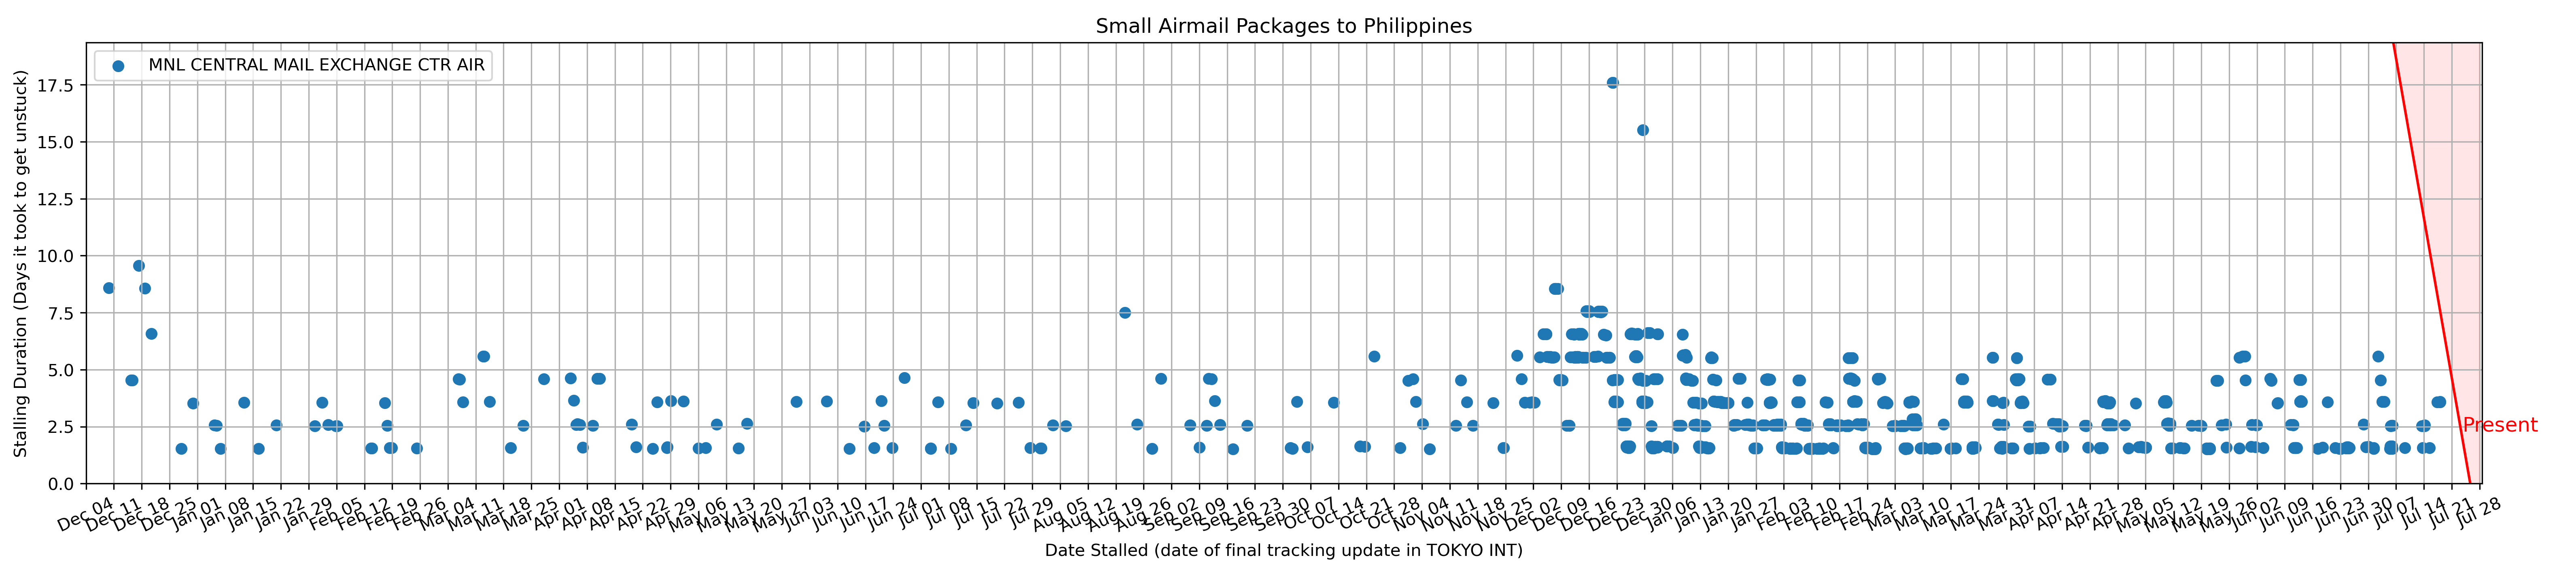 Small Airmail Packages to Philippines
MNL CENTRAL MAIL EXCHANGE CTR AIR
Stalling Duration (Days it took to get unstuck)
17.5
15.0
12.5
10.0
7.5
5.0
2.5
0.0
Present
Dec 04
Dec 11
Dec 18
Dec 25
Jan 01
Jan 08
Jan 15
Jan 22
Jan 29
Feb 05
Feb 12
Feb 19
Feb 26
Mar 04
Mar 11
Mar 18
Mar 25
Apr 01
Apr 08
Apr 15
Apr 22
Apr 29
May 06
May 13
May 20
May 27
Jun 03
Jun 10
Jun 17
Jun 24
Jul 01
Jul 08
Jul 15
Jul 22
Jul 29
Aug 05
Aug 12
Aug 19
Aug 26
Sep 02
Sep 09
Sep 16
Sep 23
Sep 30
Oct 07
Oct 14
Oct 21
Oct 28
Nov 04
Nov 11
Nov 18
Nov 25
Dec 02
Dec 09
Dec 16
Dec 23
Dec 30
Jan 06
Jan 13
Jan 20
Jan 27
Feb 03
Feb 10
Feb 17
Feb 24
Mar 03
Mar 10
Mar 17
Mar 24
Mar 31
Apr 07
Apr 14
Apr 21
Apr 28
May 05
May 12
May 19
May 26
Jun 02
Jun 09
Jun 16
Jun 23
Jun 30
Jul 07
Jul 14
Jul 21
Jul 28
Date Stalled (date of final tracking update in TOKYO INT)